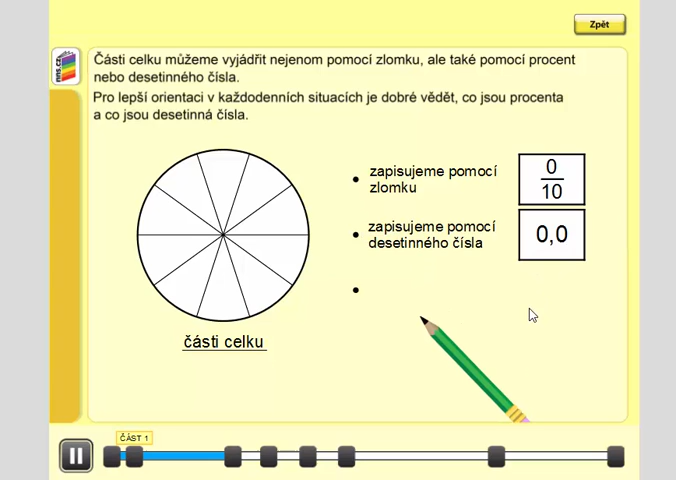 Zpět
nns.cz
Části celku můžeme vyjádřit nejenom pomocí zlomku, ale také pomocí procent
nebo desetinného čísla.
Pro lepší orientaci v každodenních situacích je dobré vědět, co jsou procenta
a co jsou desetinná čísla.
• zapisujeme pomocí
zlomku
0
10
• zapisujeme pomocí
desetinného čísla
0,0
•
části celku
ČÁST 1